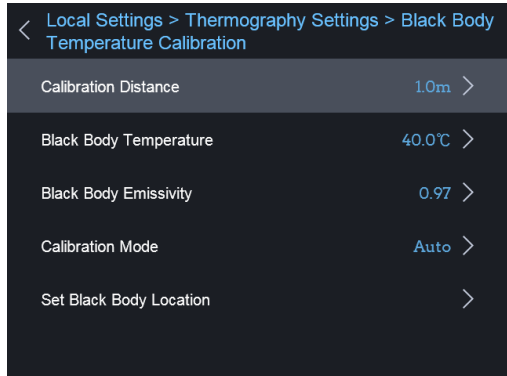 Local Settings > Thermography Settings > Black Body
Temperature Calibration
Calibration Distance 1.0m
Black Body Temperature 40.0℃
Black Body Emissivity 0.97
Calibration Mode Auto
Set Black Body Location